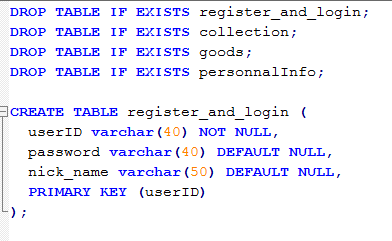 DROP TABLE IF EXISTS register_and_login;
DROP TABLE IF EXISTS collection;
DROP TABLE IF EXISTS goods;
DROP TABLE IF EXISTS personnalInfo;
CREATE TABLE register_and_login (
userID varchar(40) NOT NULL,
password varchar(40) DEFAULT NULL,
nick_name varchar(50) DEFAULT NULL,
PRIMARY KEY (userID)
);